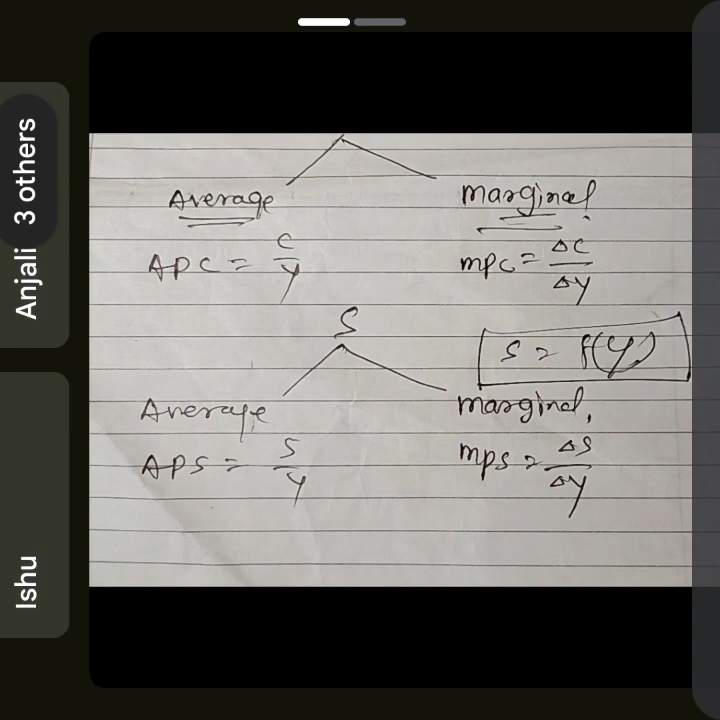 Anjali 3 others
Ishu
Average Marginal
APC = C/Y mpc = ΔC/ΔY
S
S = f(Y)
Average Marginal,
APS = S/Y mps = ΔS/ΔY